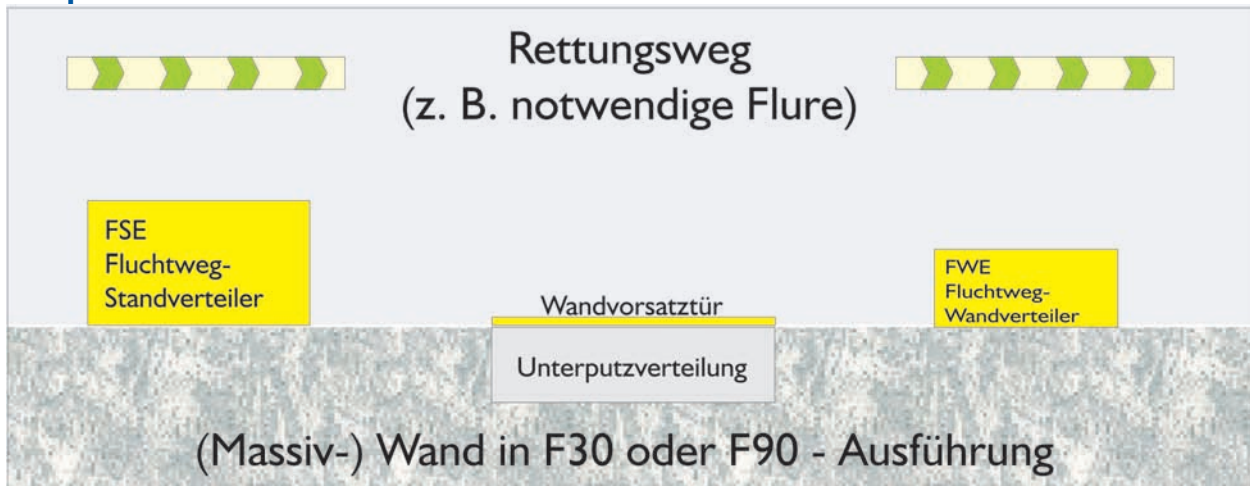 Rettungsweg
(z. B. notwendige Flure)
FSE
Fluchtweg-
Standverteiler
Wandvorsatztür
Unterputzverteilung
FWE
Fluchtweg-
Wandverteiler
(Massiv-) Wand in F30 oder F90 - Ausführung